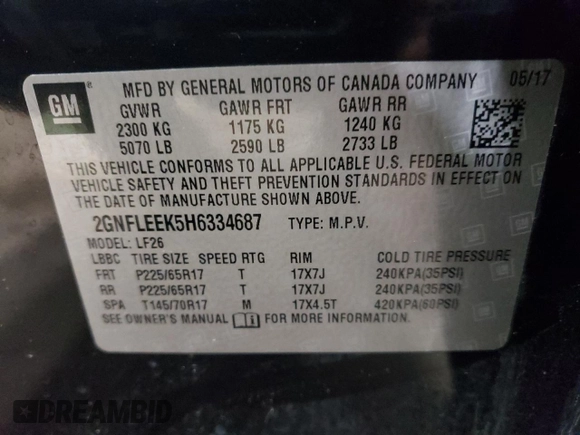 GM
MFD BY GENERAL MOTORS OF CANADA COMPANY 05/17
GVWR GAWR FRT GAWR RR
2300 KG 1175 KG 1240 KG
5070 LB 2590 LB 2733 LB
THIS VEHICLE CONFORMS TO ALL APPLICABLE U.S. FEDERAL MOTOR
VEHICLE SAFETY AND THEFT PREVENTION STANDARDS IN EFFECT ON
THE DATE OF MANUFACTURE SHOWN ABOVE.
2GNFLEEK5H6334687 TYPE: M.P.V.
MODEL: LF26
LBBC TIRE SIZE SPEED RTG RIM COLD TIRE PRESSURE
FRT P225/65R17 T 17X7J 240KPA(35PSI)
RR P225/65R17 T 17X7J 240KPA(35PSI)
SPA T145/70R17 M 17X4.5T 420KPA(60PSI)
SEE OWNER'S MANUAL FOR MORE INFORMATION.
DREAMBID